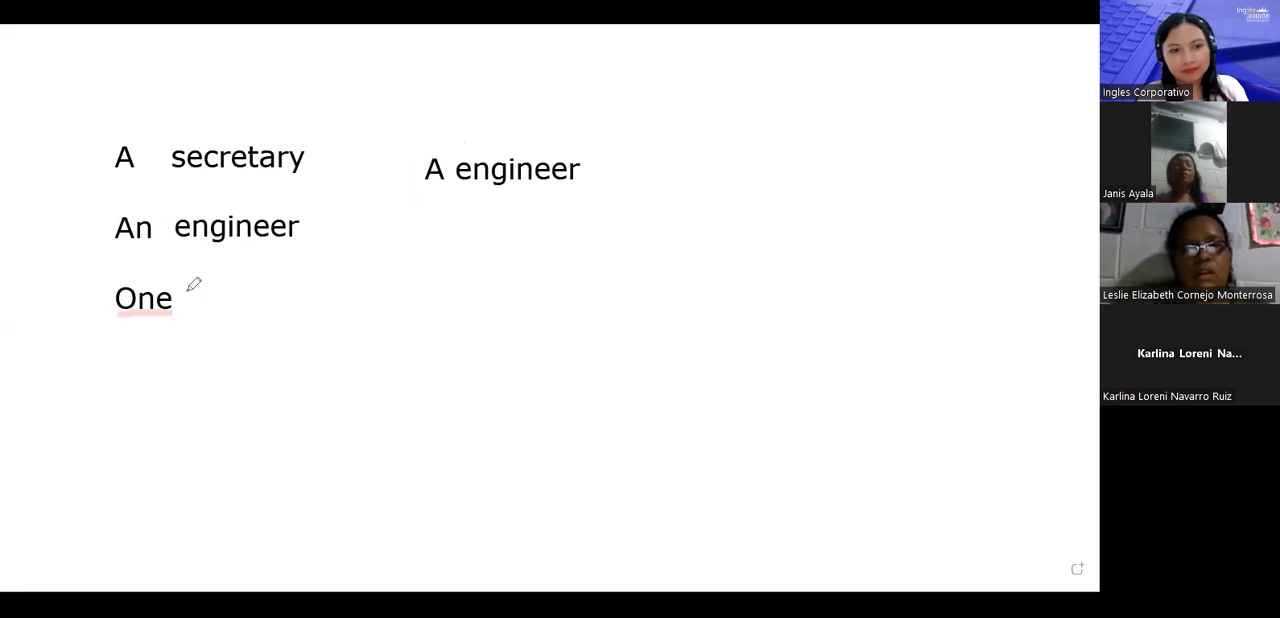 A secretary
An engineer
One
A engineer
Ingles
Ingles Corporativo
Janis Ayala
Leslie Elizabeth Cornejo Monterrosa
Karlina Loreni Na...
Karlina Loreni Navarro Ruiz